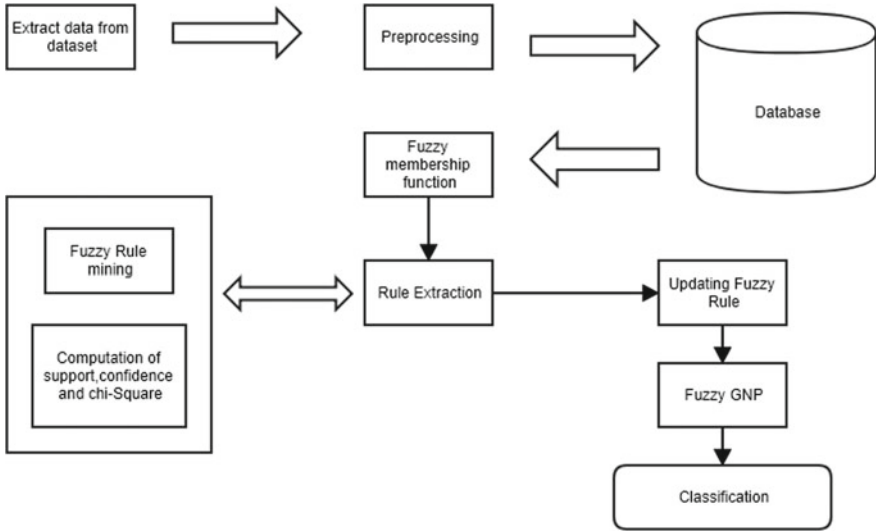 Extract data from
dataset
Preprocessing
Database
Fuzzy
membership
function
Fuzzy Rule
mining
Rule Extraction
Updating Fuzzy
Rule
Computation of
support,confidence
and chi-Square
Fuzzy GNP
Classification